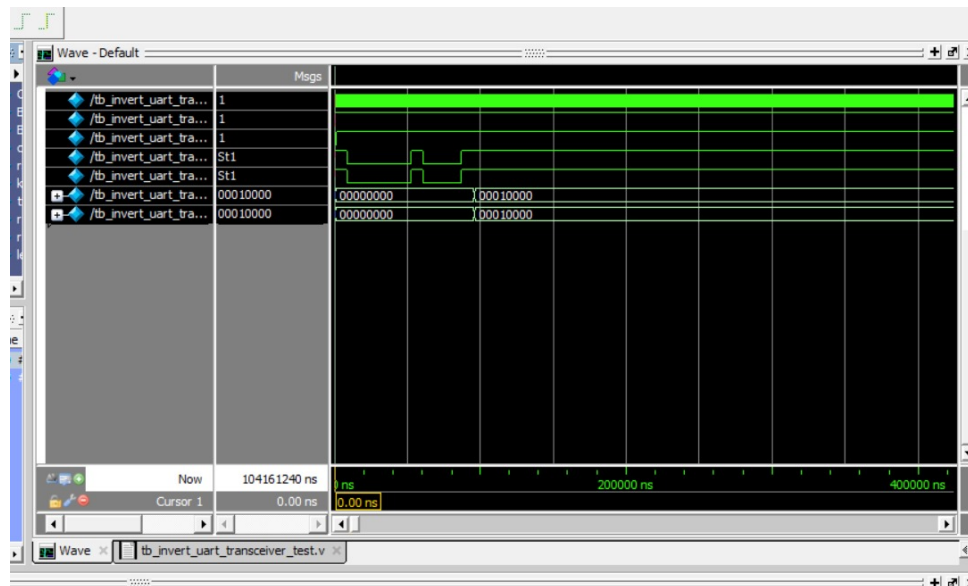 Wave - Default
Msgs
/tb_invert_uart_tra... 1
/tb_invert_uart_tra... 1
/tb_invert_uart_tra... 1
/tb_invert_uart_tra... St1
/tb_invert_uart_tra... St1
/tb_invert_uart_tra... 00010000 00000000 00010000
/tb_invert_uart_tra... 00010000 00000000 00010000
Now 104161240 ns ns 200000 ns 400000 ns
Cursor 1 0.00 ns 0.00 ns
Wave tb_invert_uart_transceiver_test.v